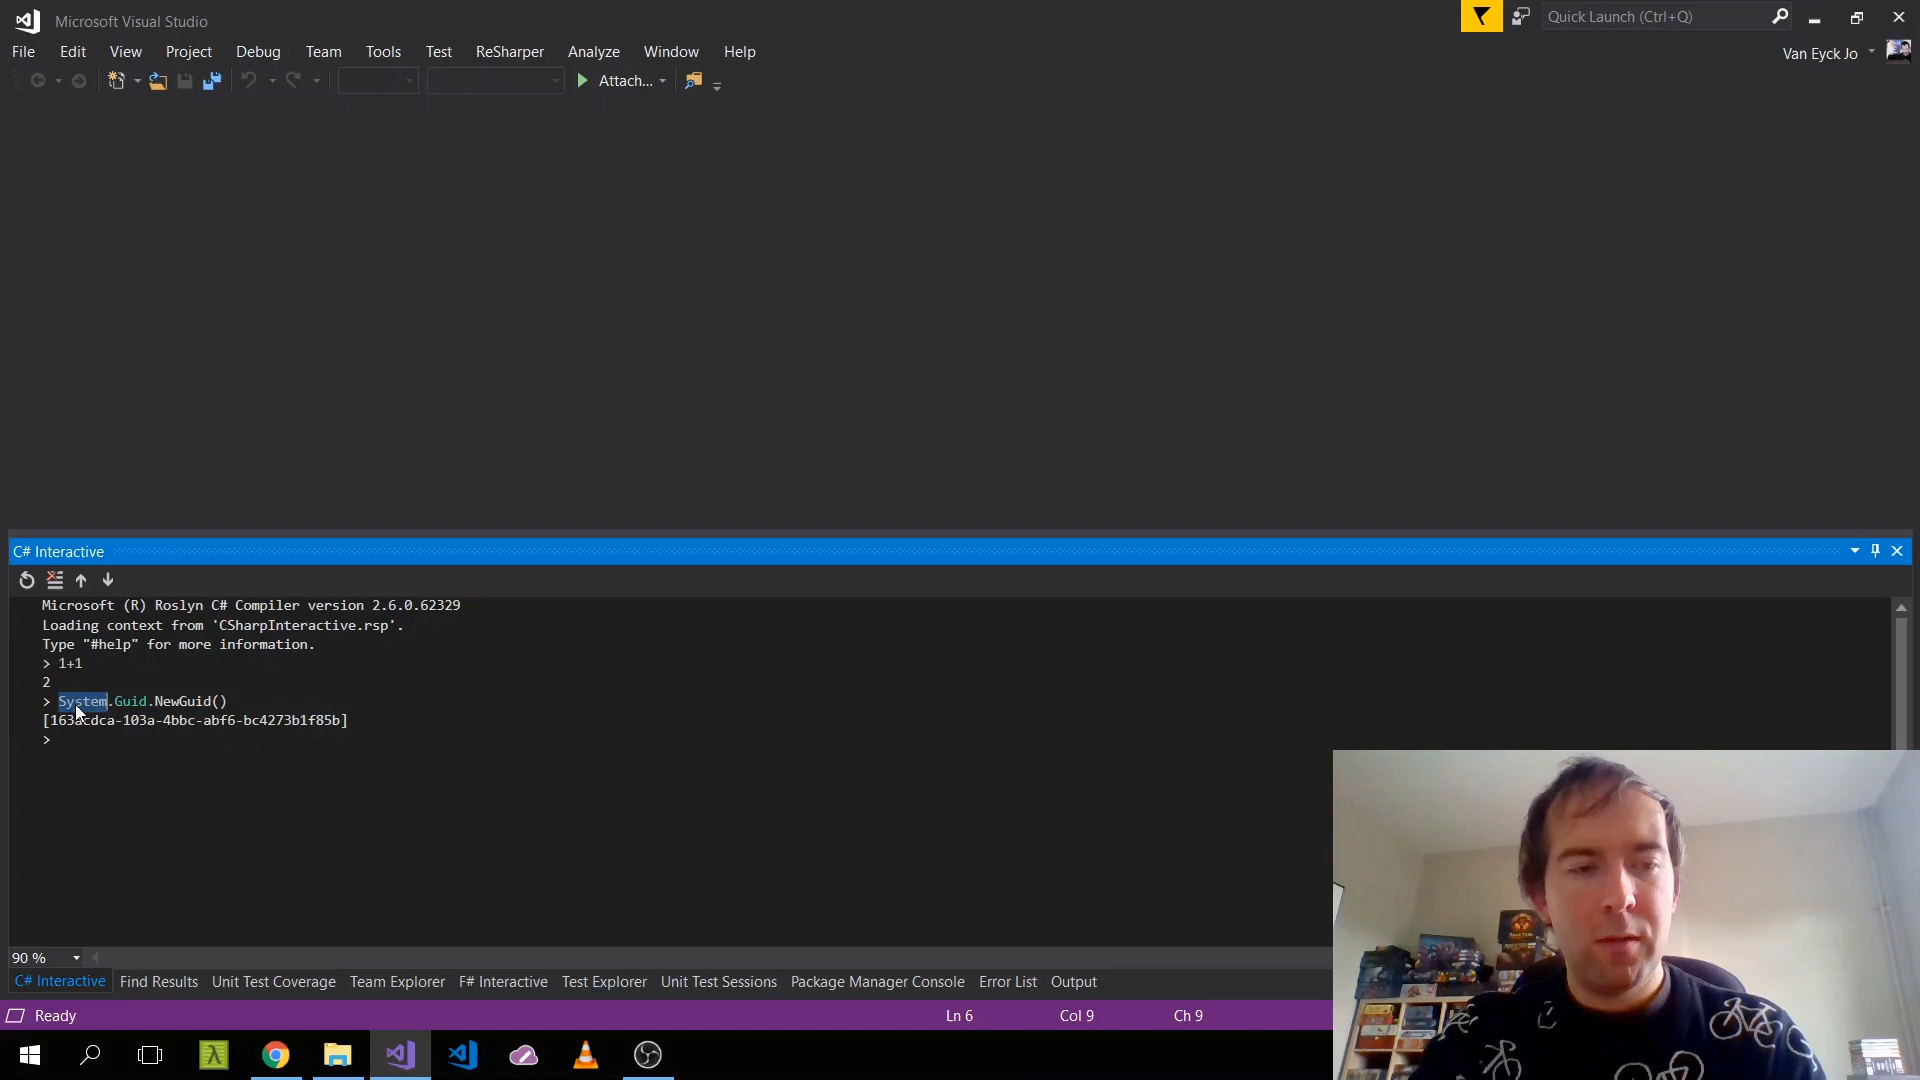 Microsoft Visual Studio
Quick Launch (Ctrl+Q)
File Edit View Project Debug Team Tools Test ReSharper Analyze Window Help
Van Eyck Jo
Attach...
C# Interactive
Microsoft (R) Roslyn C# Compiler version 2.6.0.62329
Loading context from 'CSharpInteractive.rsp'.
Type "#help" for more information.
> 1+1
2
> System.Guid.NewGuid()
[163acdca-103a-4bbc-abf6-bc4273b1f85b]
>
90 %
C# Interactive Find Results Unit Test Coverage Team Explorer F# Interactive Test Explorer Unit Test Sessions Package Manager Console Error List Output
Ready Ln 6 Col 9 Ch 9